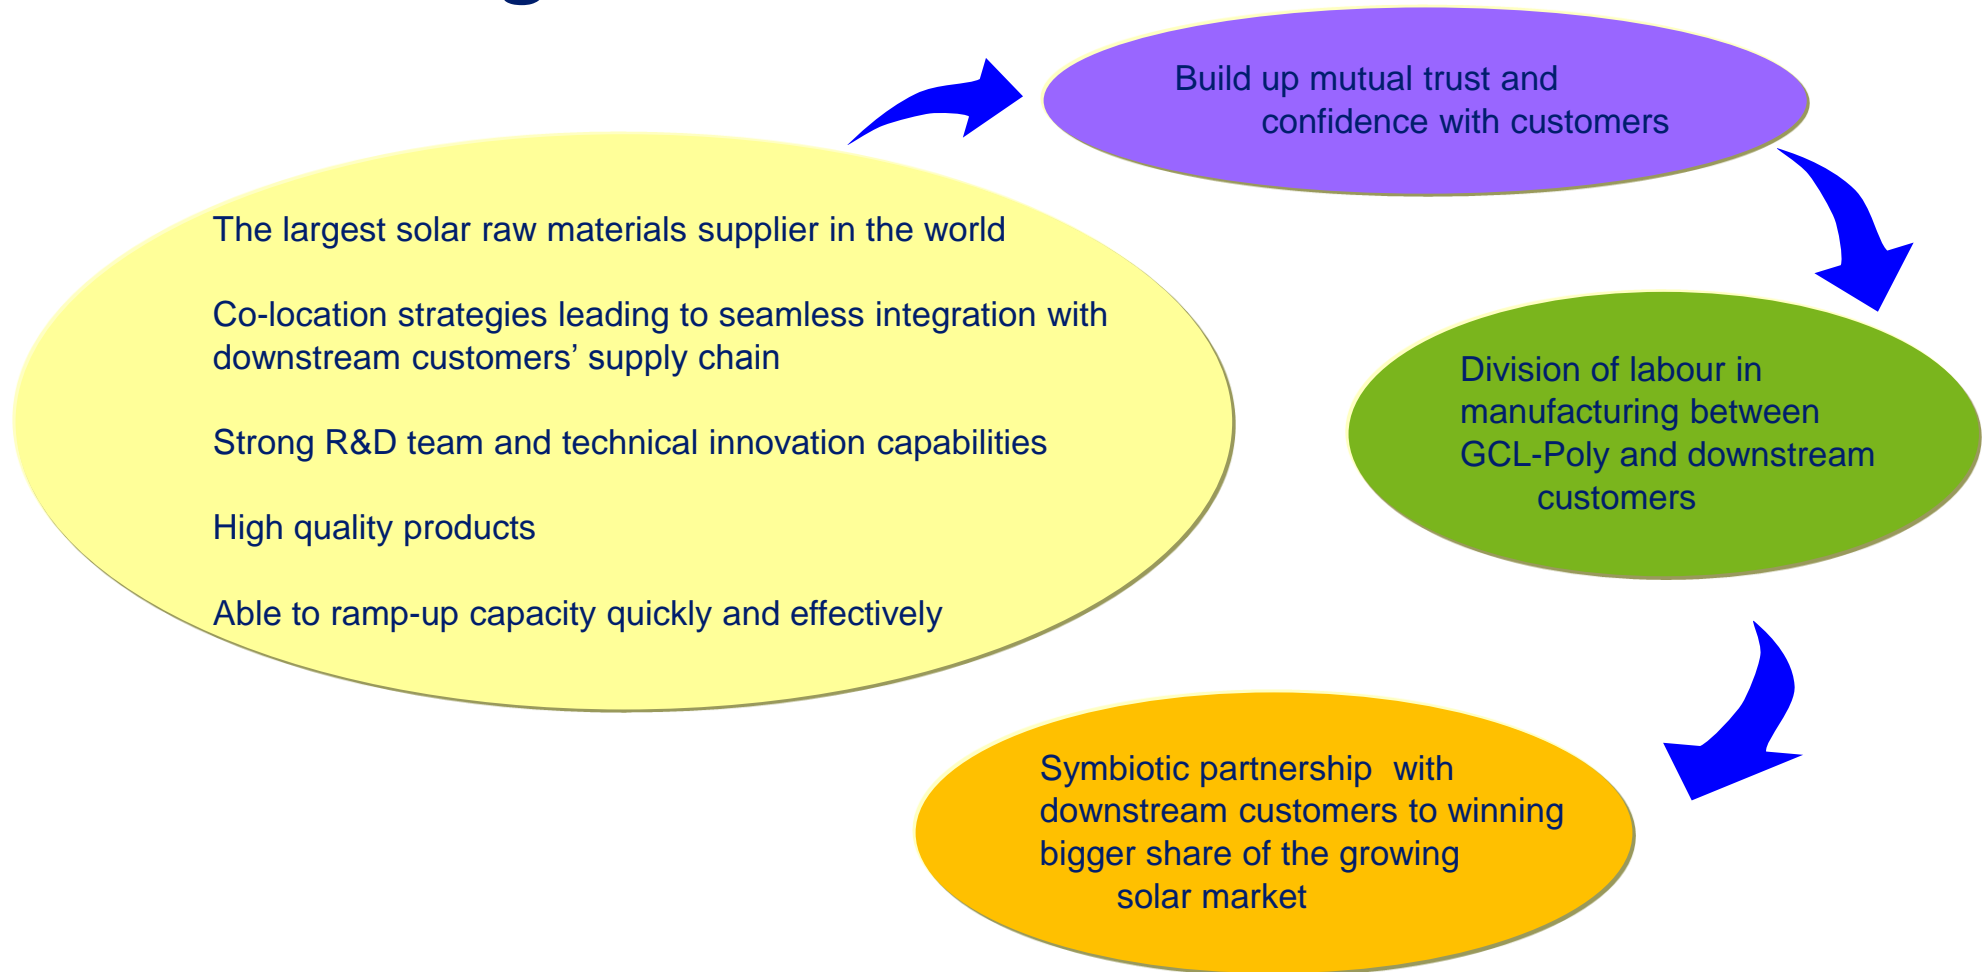 The largest solar raw materials supplier in the world
Co-location strategies leading to seamless integration with
downstream customers’ supply chain
Strong R&D team and technical innovation capabilities
High quality products
Able to ramp-up capacity quickly and effectively
Build up mutual trust and
confidence with customers
Division of labour in
manufacturing between
GCL-Poly and downstream
customers
Symbiotic partnership with
downstream customers to winning
bigger share of the growing
solar market